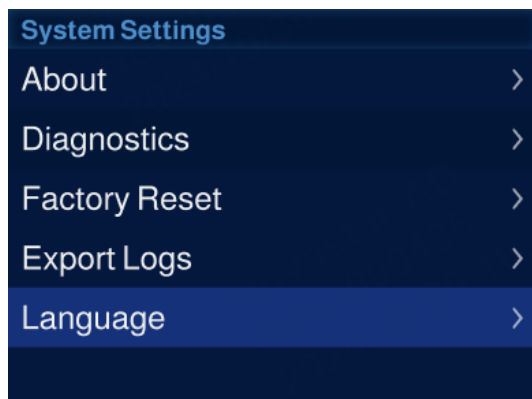 System Settings
About
Diagnostics
Factory Reset
Export Logs
Language